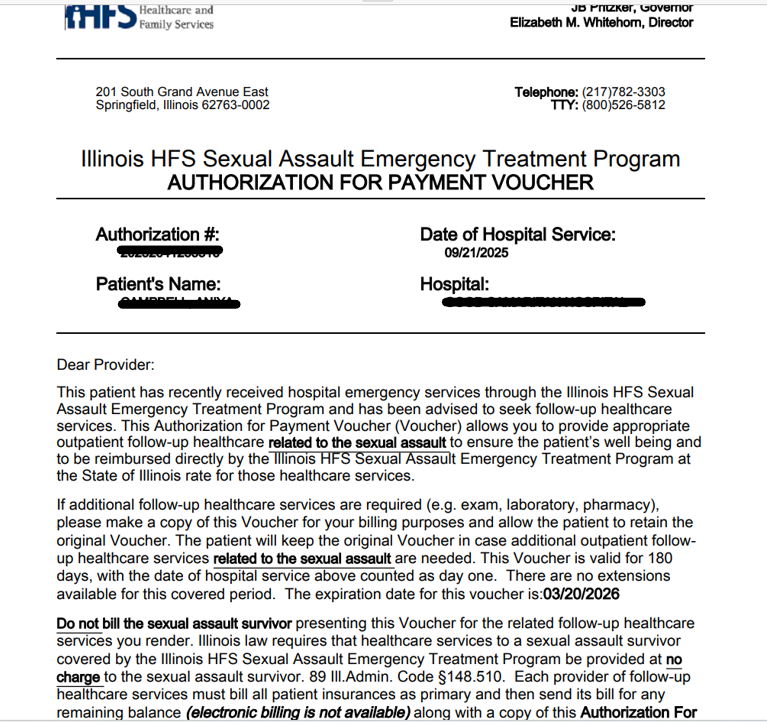 HFS Healthcare and
Family Services
JB Pritzker, Governor
Elizabeth M. Whitehorn, Director
201 South Grand Avenue East
Springfield, Illinois 62763-0002
Telephone: (217)782-3303
TTY: (800)526-5812
Illinois HFS Sexual Assault Emergency Treatment Program
AUTHORIZATION FOR PAYMENT VOUCHER
Authorization #:
Date of Hospital Service:
09/21/2025
Patient's Name:
Hospital:
Dear Provider:
This patient has recently received hospital emergency services through the Illinois HFS Sexual
Assault Emergency Treatment Program and has been advised to seek follow-up healthcare
services. This Authorization for Payment Voucher (Voucher) allows you to provide appropriate
outpatient follow-up healthcare related to the sexual assault to ensure the patient's well being and
to be reimbursed directly by the Illinois HFS Sexual Assault Emergency Treatment Program at
the State of Illinois rate for those healthcare services.
If additional follow-up healthcare services are required (e.g. exam, laboratory, pharmacy),
please make a copy of this Voucher for your billing purposes and allow the patient to retain the
original Voucher. The patient will keep the original Voucher in case additional outpatient follow-
up healthcare services related to the sexual assault are needed. This Voucher is valid for 180
days, with the date of hospital service above counted as day one. There are no extensions
available for this covered period. The expiration date for this voucher is:03/20/2026
Do not bill the sexual assault survivor presenting this Voucher for the related follow-up healthcare
services you render. Illinois law requires that healthcare services to a sexual assault survivor
covered by the Illinois HFS Sexual Assault Emergency Treatment Program be provided at no
charge to the sexual assault survivor. 89 Ill.Admin. Code §148.510. Each provider of follow-up
healthcare services must bill all patient insurances as primary and then send its bill for any
remaining balance (electronic billing is not available) along with a copy of this Authorization For